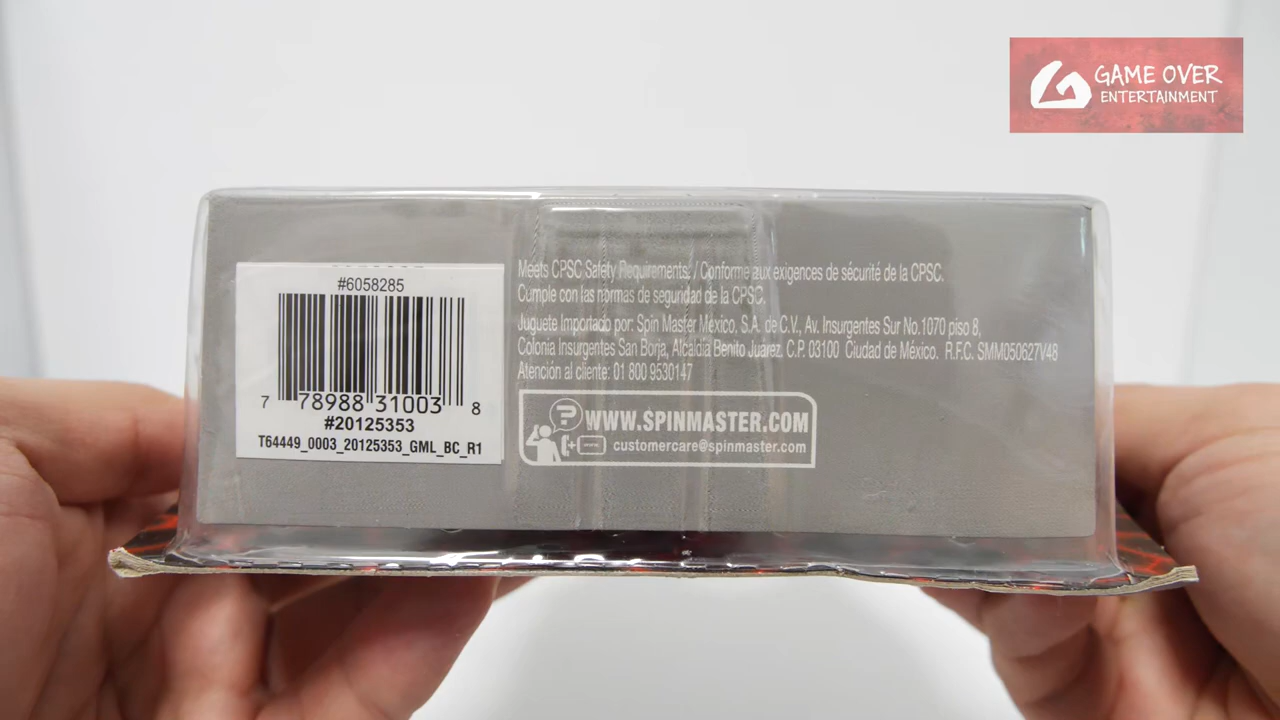 GAME OVER
ENTERTAINMENT
#6058285
7 78988 31003 8
#20125353
T64449_0003_20125353_GML_BC_R1
Meets CPSC Safety Requirements. / Conforme aux exigences de sécurité de la CPSC.
Cumple con las normas de seguridad de la CPSC.
Juguete Importado por: Spin Master México, S.A. de C.V., Av. Insurgentes Sur No.1070 piso 8,
Colonia Insurgentes San Borja, Alcaldía Benito Juarez, C.P. 03100 Ciudad de México. R.F.C. SMM050627V48
Atención al cliente: 01 800 9530147
WWW.SPINMASTER.COM
customercare@spinmaster.com